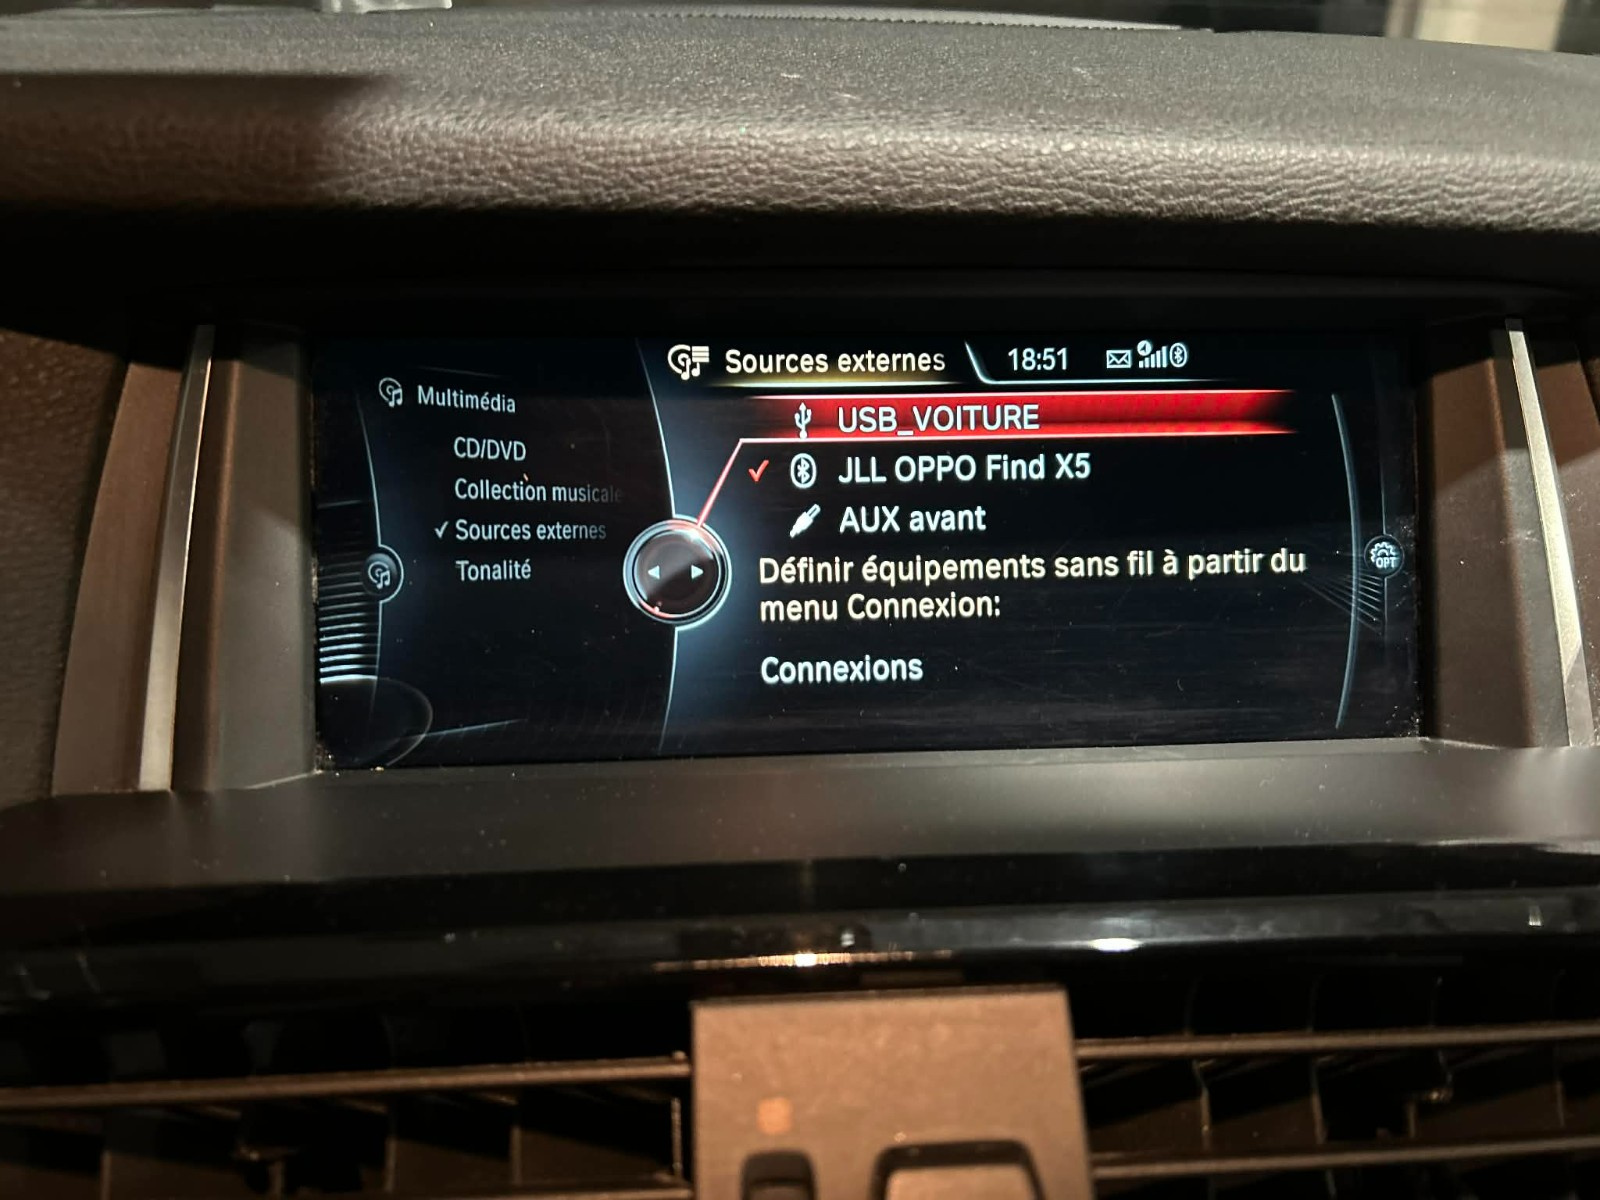 Multimédia
CD/DVD
Collection musicale
Sources externes
Tonalité
Sources externes
18:51
USB_VOITURE
JLL OPPO Find X5
AUX avant
Définir équipements sans fil à partir du
menu Connexion:
Connexions
OPT